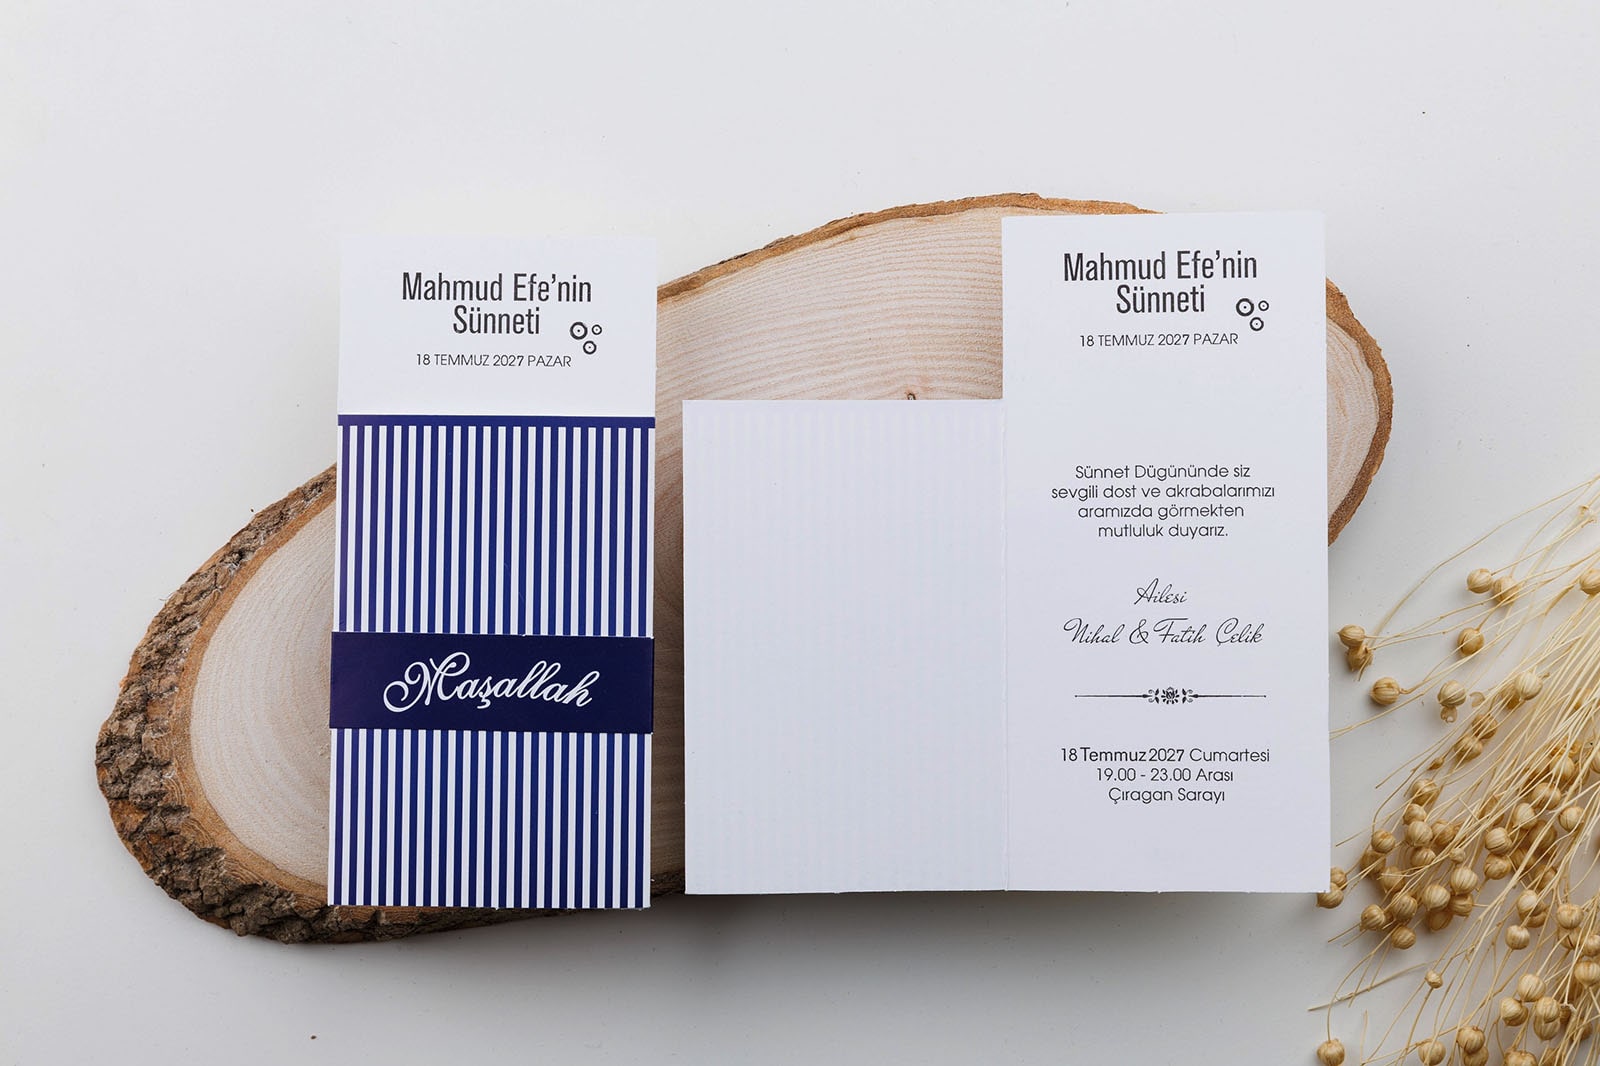 Mahmud Efe'nin
Sünneti
18 TEMMUZ 2027 PAZAR
Maşallah
Mahmud Efe'nin
Sünneti
18 TEMMUZ 2027 PAZAR
Sünnet Dügününde siz
sevgili dost ve akrabalarımızı
aramızda görmekten
mutluluk duyarız.
Ailesi
Nihal & Fatih Çelik
18 Temmuz 2027 Cumartesi
19.00 - 23.00 Arası
Çıragan Sarayı